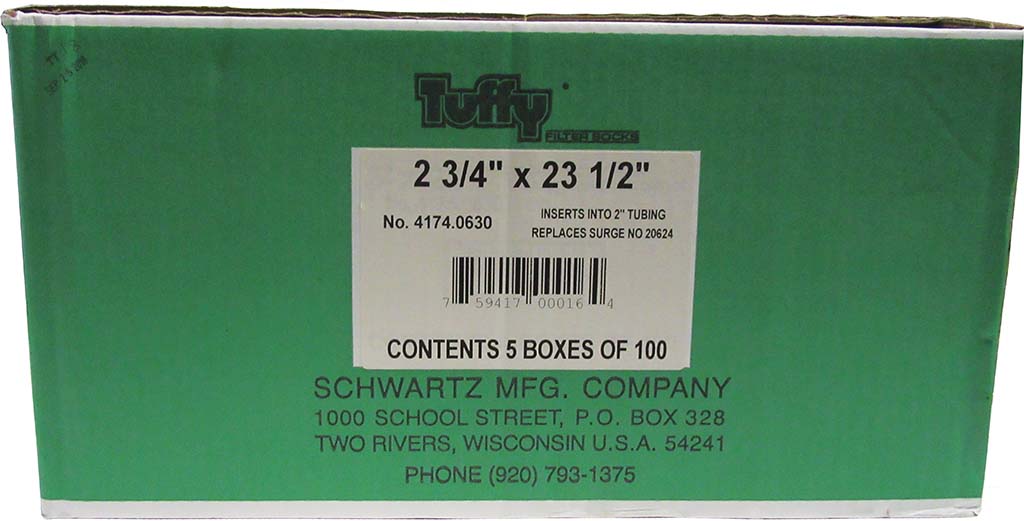 Tuffy
FILTER SOCKS
2 3/4" x 23 1/2"
No. 4174.0630
INSERTS INTO 2" TUBING
REPLACES SURGE NO 20624
7 59417 00016 4
CONTENTS 5 BOXES OF 100
SCHWARTZ MFG. COMPANY
1000 SCHOOL STREET, P.O. BOX 328
TWO RIVERS, WISCONSIN U.S.A. 54241
PHONE (920) 793-1375